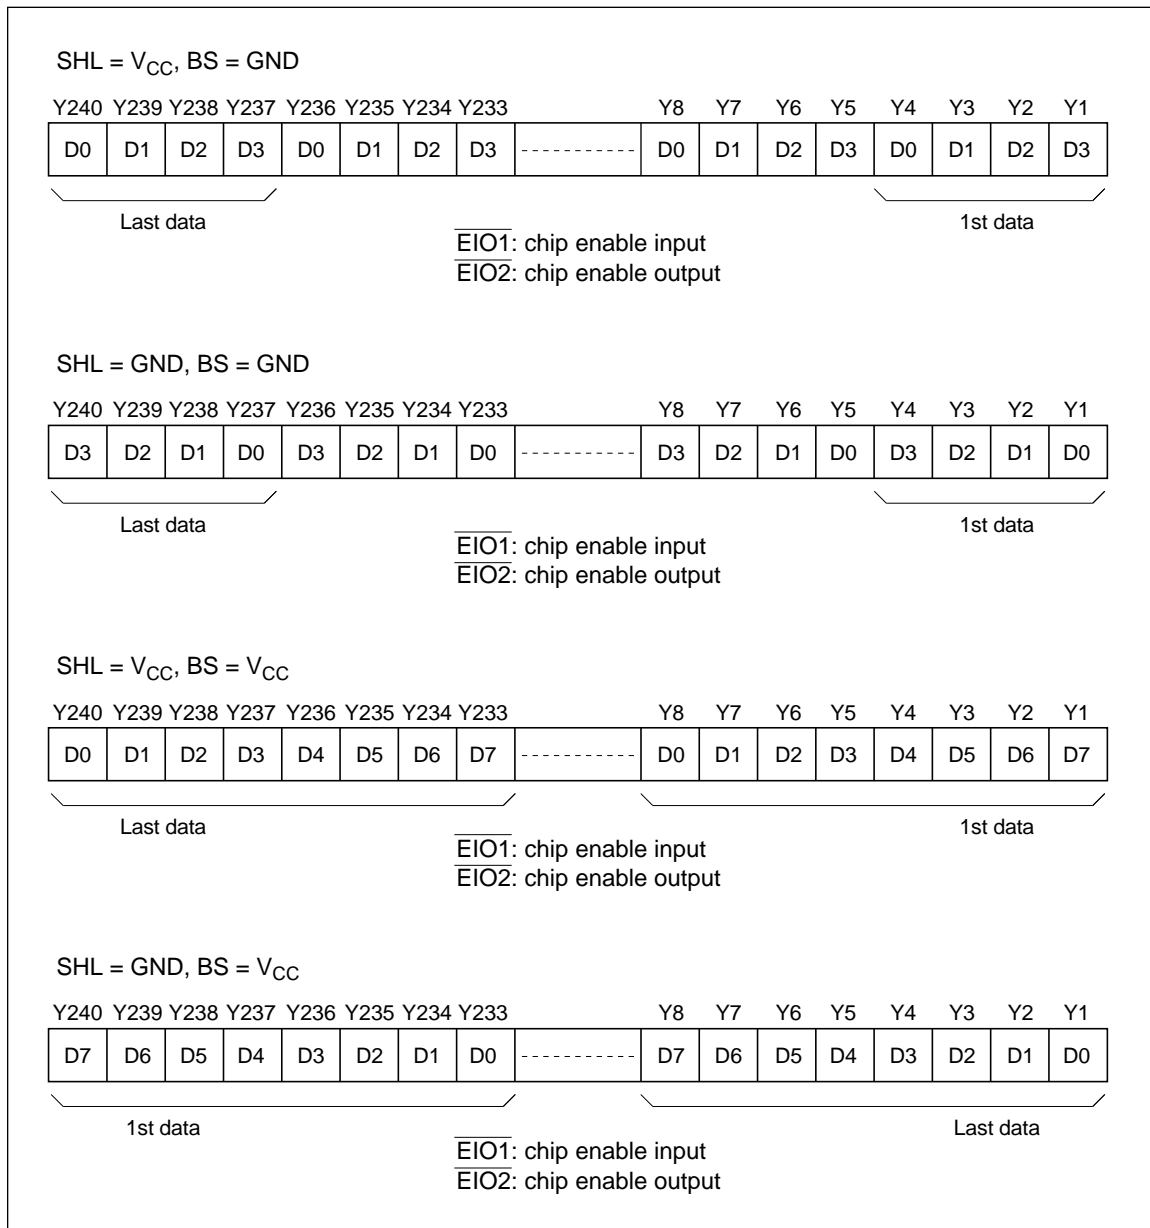 SHL = VCC, BS = GND
Y240 Y239 Y238 Y237 Y236 Y235 Y234 Y233 Y8 Y7 Y6 Y5 Y4 Y3 Y2 Y1
D0 D1 D2 D3 D0 D1 D2 D3 D0 D1 D2 D3 D0 D1 D2 D3
Last data 1st data
EIO1: chip enable input
EIO2: chip enable output
SHL = GND, BS = GND
Y240 Y239 Y238 Y237 Y236 Y235 Y234 Y233 Y8 Y7 Y6 Y5 Y4 Y3 Y2 Y1
D3 D2 D1 D0 D3 D2 D1 D0 D3 D2 D1 D0 D3 D2 D1 D0
Last data 1st data
EIO1: chip enable input
EIO2: chip enable output
SHL = VCC, BS = VCC
Y240 Y239 Y238 Y237 Y236 Y235 Y234 Y233 Y8 Y7 Y6 Y5 Y4 Y3 Y2 Y1
D0 D1 D2 D3 D4 D5 D6 D7 D0 D1 D2 D3 D4 D5 D6 D7
Last data 1st data
EIO1: chip enable input
EIO2: chip enable output
SHL = GND, BS = VCC
Y240 Y239 Y238 Y237 Y236 Y235 Y234 Y233 Y8 Y7 Y6 Y5 Y4 Y3 Y2 Y1
D7 D6 D5 D4 D3 D2 D1 D0 D7 D6 D5 D4 D3 D2 D1 D0
1st data Last data
EIO1: chip enable input
EIO2: chip enable output